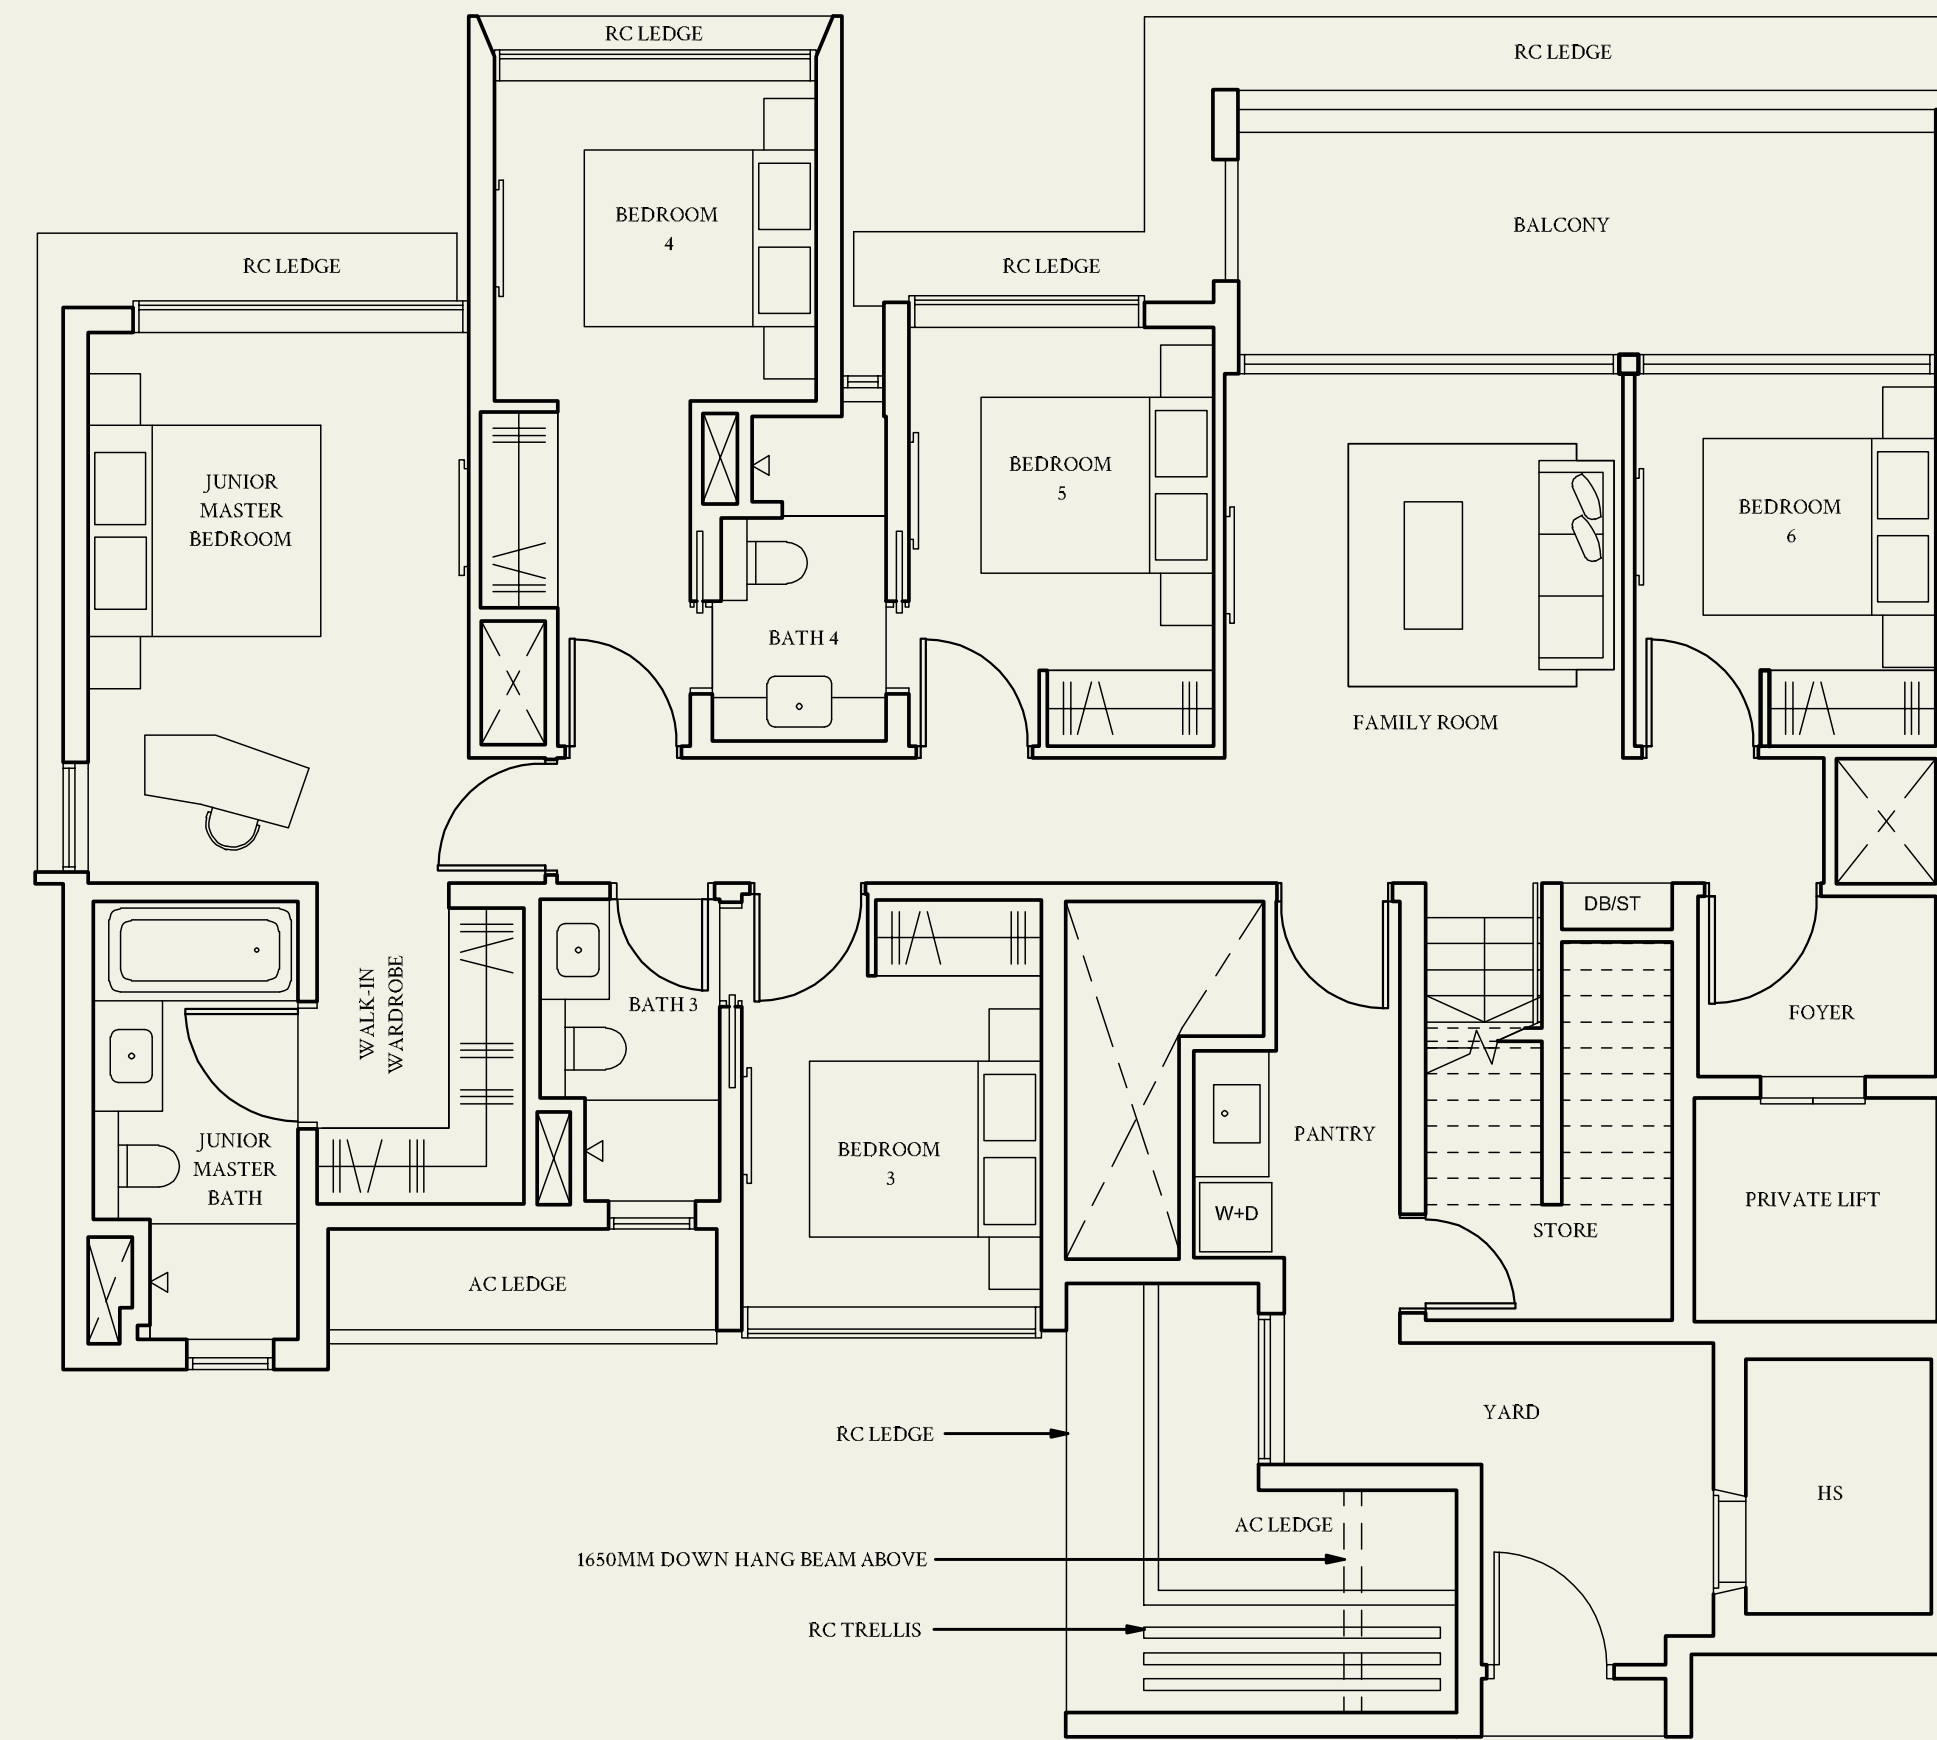 RC LEDGE
RC LEDGE
BEDROOM
4
BALCONY
RC LEDGE
RC LEDGE
JUNIOR
MASTER
BEDROOM
BEDROOM
5
BEDROOM
6
BATH 4
FAMILY ROOM
DB/ST
WALK-IN
WARDROBE
BATH 3
FOYER
JUNIOR
MASTER
BATH
BEDROOM
3
PANTRY
W+D
PRIVATE LIFT
STORE
AC LEDGE
YARD
RC LEDGE
HS
AC LEDGE
1650MM DOWN HANG BEAM ABOVE
RC TRELLIS